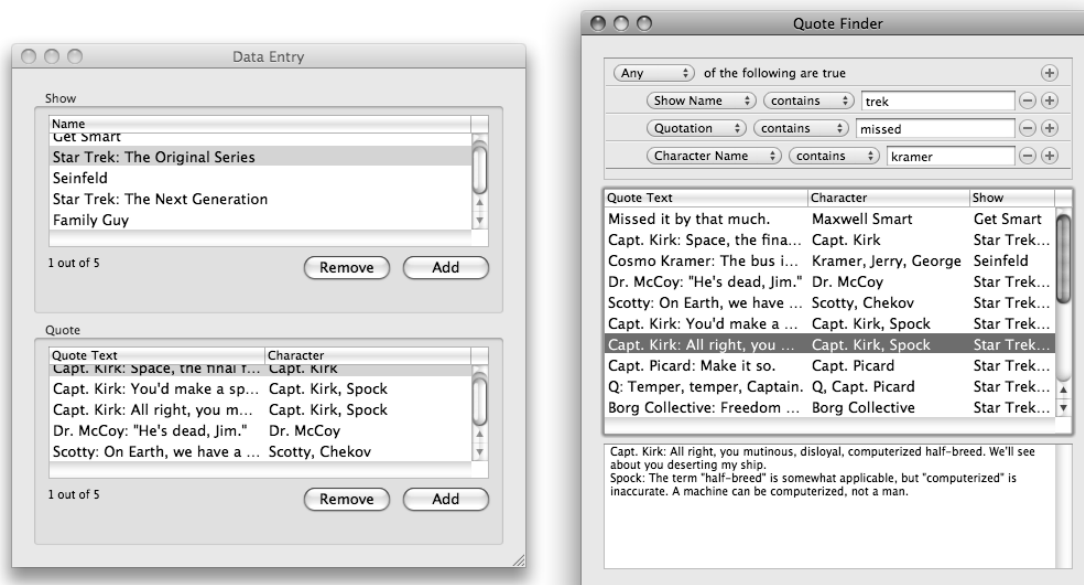 Data Entry
Show
Name
Get Smart
Star Trek: The Original Series
Seinfeld
Star Trek: The Next Generation
Family Guy
1 out of 5
Remove
Add
Quote
Quote Text Character
Capt. Kirk: Space, the final f... Capt. Kirk
Capt. Kirk: You'd make a sp... Capt. Kirk, Spock
Capt. Kirk: All right, you m... Capt. Kirk, Spock
Dr. McCoy: "He's dead, Jim." Dr. McCoy
Scotty: On Earth, we have a ... Scotty, Chekov
1 out of 5
Remove
Add
Quote Finder
Any of the following are true
Show Name contains trek
Quotation contains missed
Character Name contains kramer
Quote Text Character Show
Missed it by that much. Maxwell Smart Get Smart
Capt. Kirk: Space, the fina... Capt. Kirk Star Trek...
Cosmo Kramer: The bus i... Kramer, Jerry, George Seinfeld
Dr. McCoy: "He's dead, Jim." Dr. McCoy Star Trek...
Scotty: On Earth, we have ... Scotty, Chekov Star Trek...
Capt. Kirk: You'd make a ... Capt. Kirk, Spock Star Trek...
Capt. Kirk: All right, you ... Capt. Kirk, Spock Star Trek...
Capt. Picard: Make it so. Capt. Picard Star Trek...
Q: Temper, temper, Captain. Q, Capt. Picard Star Trek...
Borg Collective: Freedom ... Borg Collective Star Trek...
Capt. Kirk: All right, you mutinous, disloyal, computerized half-breed. We'll see
about you deserting my ship.
Spock: The term "half-breed" is somewhat applicable, but "computerized" is
inaccurate. A machine can be computerized, not a man.